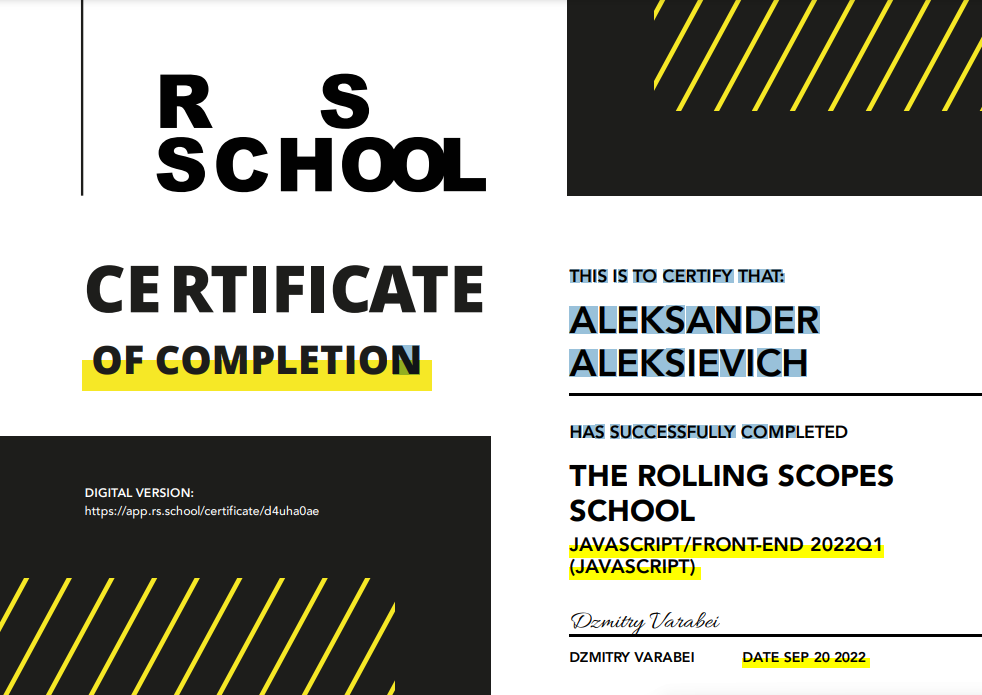 R S
SCHOOL
CERTIFICATE
OF COMPLETION
DIGITAL VERSION:
https://app.rs.school/certificate/d4uha0ae
THIS IS TO CERTIFY THAT:
ALEKSANDER
ALEKSIEVICH
HAS SUCCESSFULLY COMPLETED
THE ROLLING SCOPES
SCHOOL
JAVASCRIPT/FRONT-END 2022Q1
(JAVASCRIPT)
Dzmitry Varabei
DZMITRY VARABEI DATE SEP 20 2022